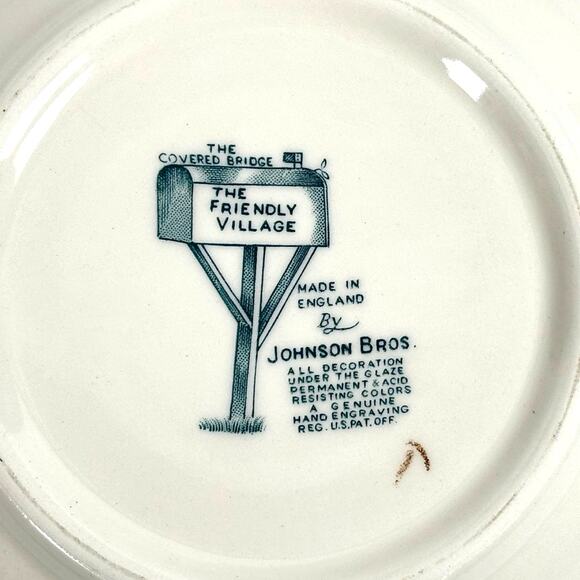 THE
COVERED BRIDGE
THE
FRIENDLY
VILLAGE
MADE IN
ENGLAND
By
JOHNSON BROS.
ALL DECORATION
UNDER THE GLAZE
PERMANENT & ACID
RESISTING COLORS
A GENUINE
HAND ENGRAVING
REG. U.S. PAT. OFF.